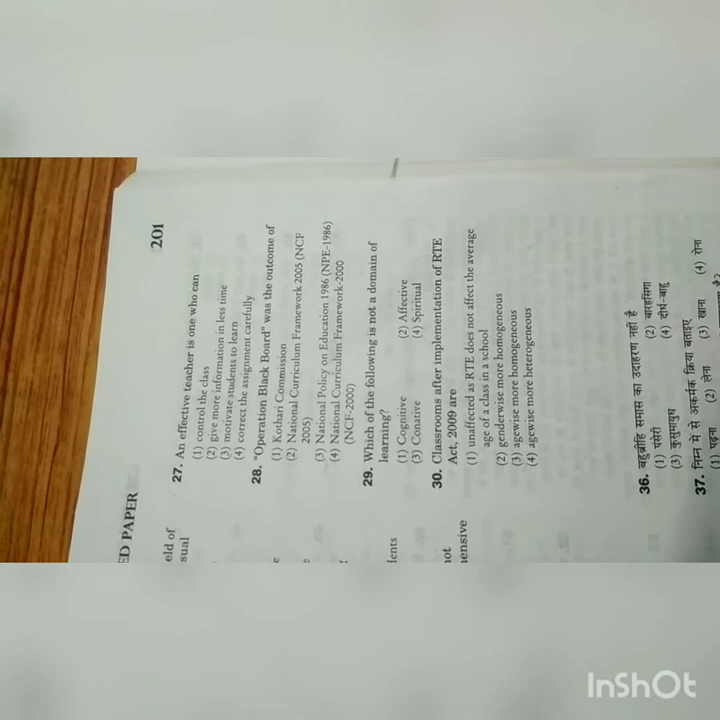 ED PAPER
201
eld of
sual
27. An effective teacher is one who can
(1) control the class
(2) give more information in less time
(3) motivate students to learn
(4) correct the assignment carefully
28. "Operation Black Board" was the outcome of
(1) Kothari Commission
(2) National Curriculum Framework 2005 (NCF
2005)
(3) National Policy on Education 1986 (NPE-1986)
(4) National Curriculum Framework-2000
(NCF-2000)
29. Which of the following is not a domain of
learning?
(1) Cognitive (2) Affective
(3) Conative (4) Spiritual
lents
30. Classrooms after implementation of RTE
Act, 2009 are
(1) unaffected as RTE does not affect the average
age of a class in a school
(2) genderwise more homogeneous
(3) agewise more homogeneous
(4) agewise more heterogeneous
not
hensive
36. बहुब्रीहि समास का उदाहरण नहीं है
(1) पंसेरी (2) बारहसिंगा
(3) कुसुमायुध (4) दीर्घ-बाहु
37. निम्न में से अकर्मक क्रिया बताइए
(1) पढ़ना (2) लेना (3) खाना (4) रोना
InShOt